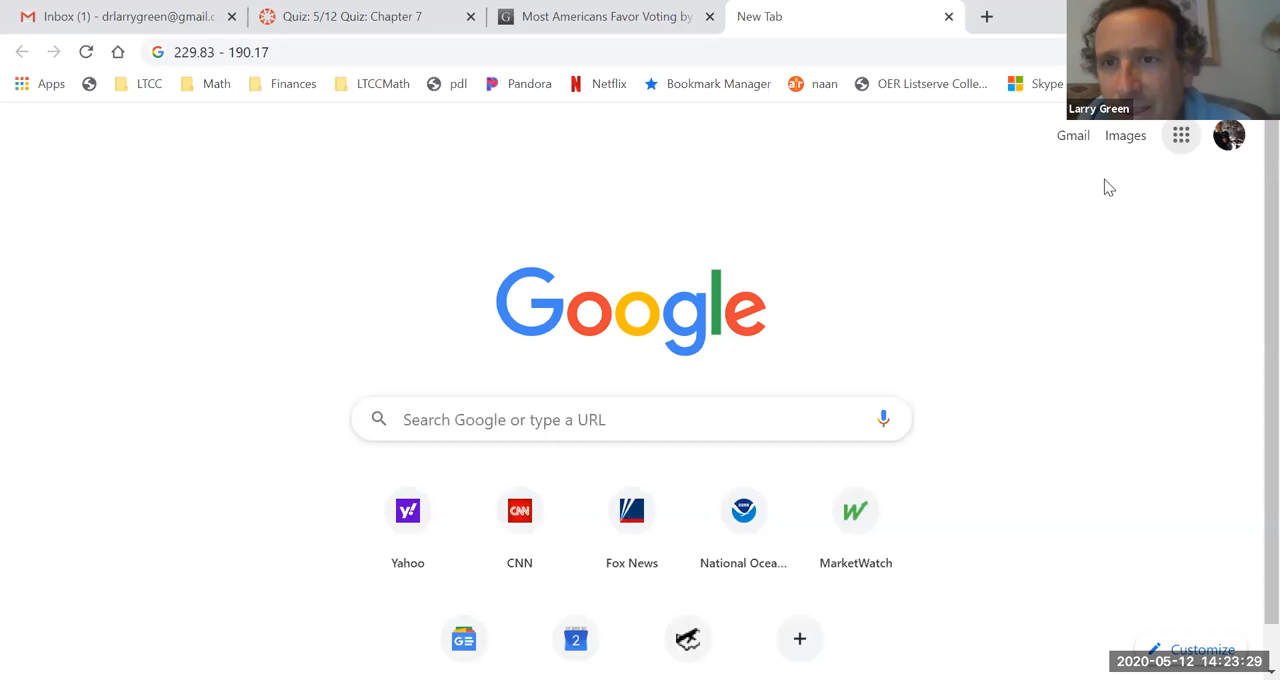 Inbox (1) - drlarrygreen@gmail.c
Quiz: 5/12 Quiz: Chapter 7
Most Americans Favor Voting by
New Tab
229.83 - 190.17
Apps
LTCC
Math
Finances
LTCCMath
pdl
Pandora
Netflix
Bookmark Manager
naan
OER Listserve Colle...
Skype
Larry Green
Gmail
Images
Google
Search Google or type a URL
Yahoo
CNN
Fox News
National Ocea...
MarketWatch
GE
2
Customize
2020-05-12 14:23:29